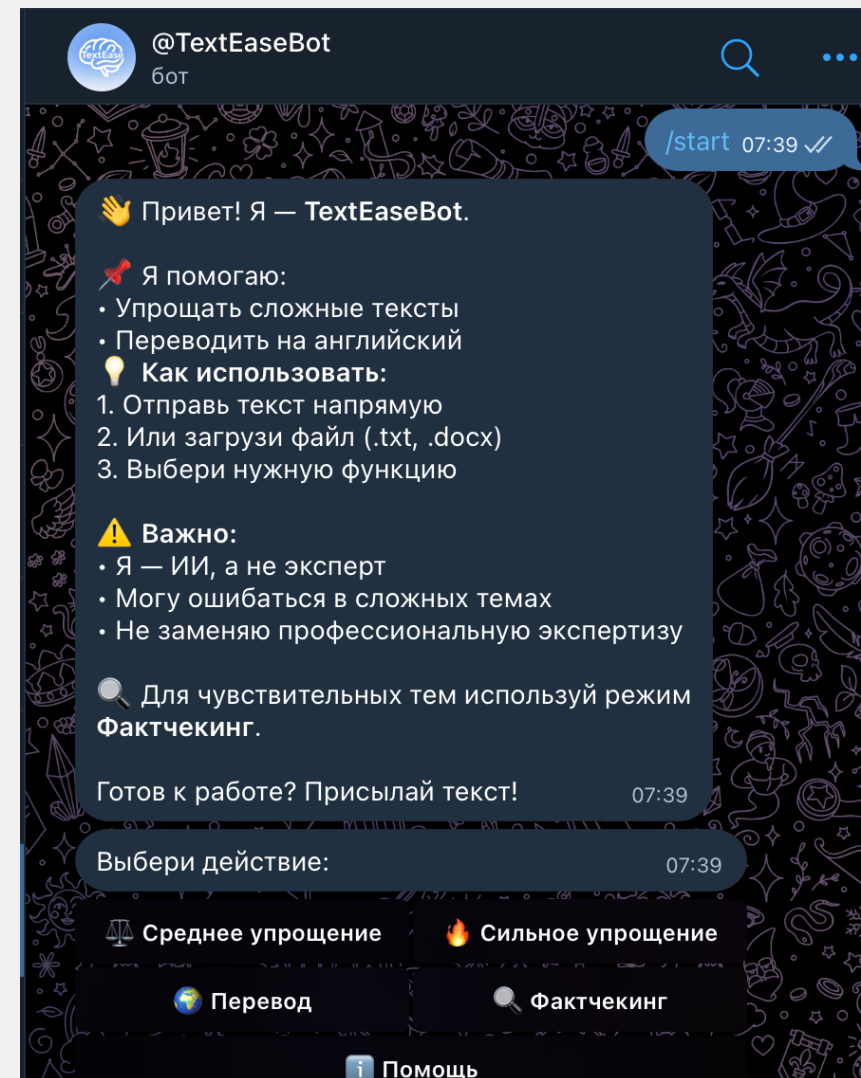 TextEase
@TextEaseBot
бот
/start 07:39
👋 Привет! Я — TextEaseBot.
📌 Я помогаю:
• Упрощать сложные тексты
• Переводить на английский
💡 Как использовать:
1. Отправь текст напрямую
2. Или загрузи файл (.txt, .docx)
3. Выбери нужную функцию
⚠️ Важно:
• Я — ИИ, а не эксперт
• Могу ошибаться в сложных темах
• Не заменяю профессиональную экспертизу
🔍 Для чувствительных тем используй режим
Фактчекинг.
Готов к работе? Присылай текст! 07:39
Выбери действие: 07:39
⚖️ Среднее упрощение 🔥 Сильное упрощение
🌍 Перевод 🔍 Фактчекинг
ℹ️ Помощь